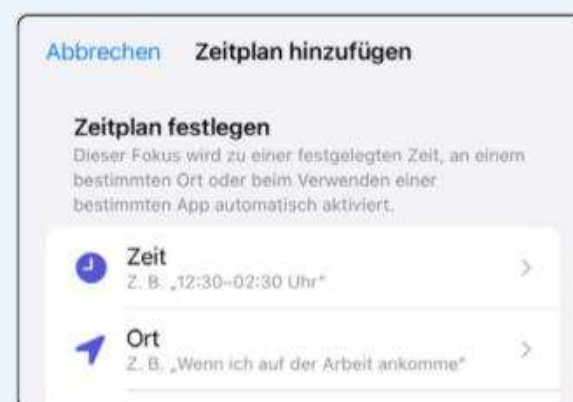 Abbrechen Zeitplan hinzufügen
Zeitplan festlegen
Dieser Fokus wird zu einer festgelegten Zeit, an einem
bestimmten Ort oder beim Verwenden einer
bestimmten App automatisch aktiviert.
Zeit
Z. B. „12:30–02:30 Uhr“
Ort
Z. B. „Wenn ich auf der Arbeit ankomme“